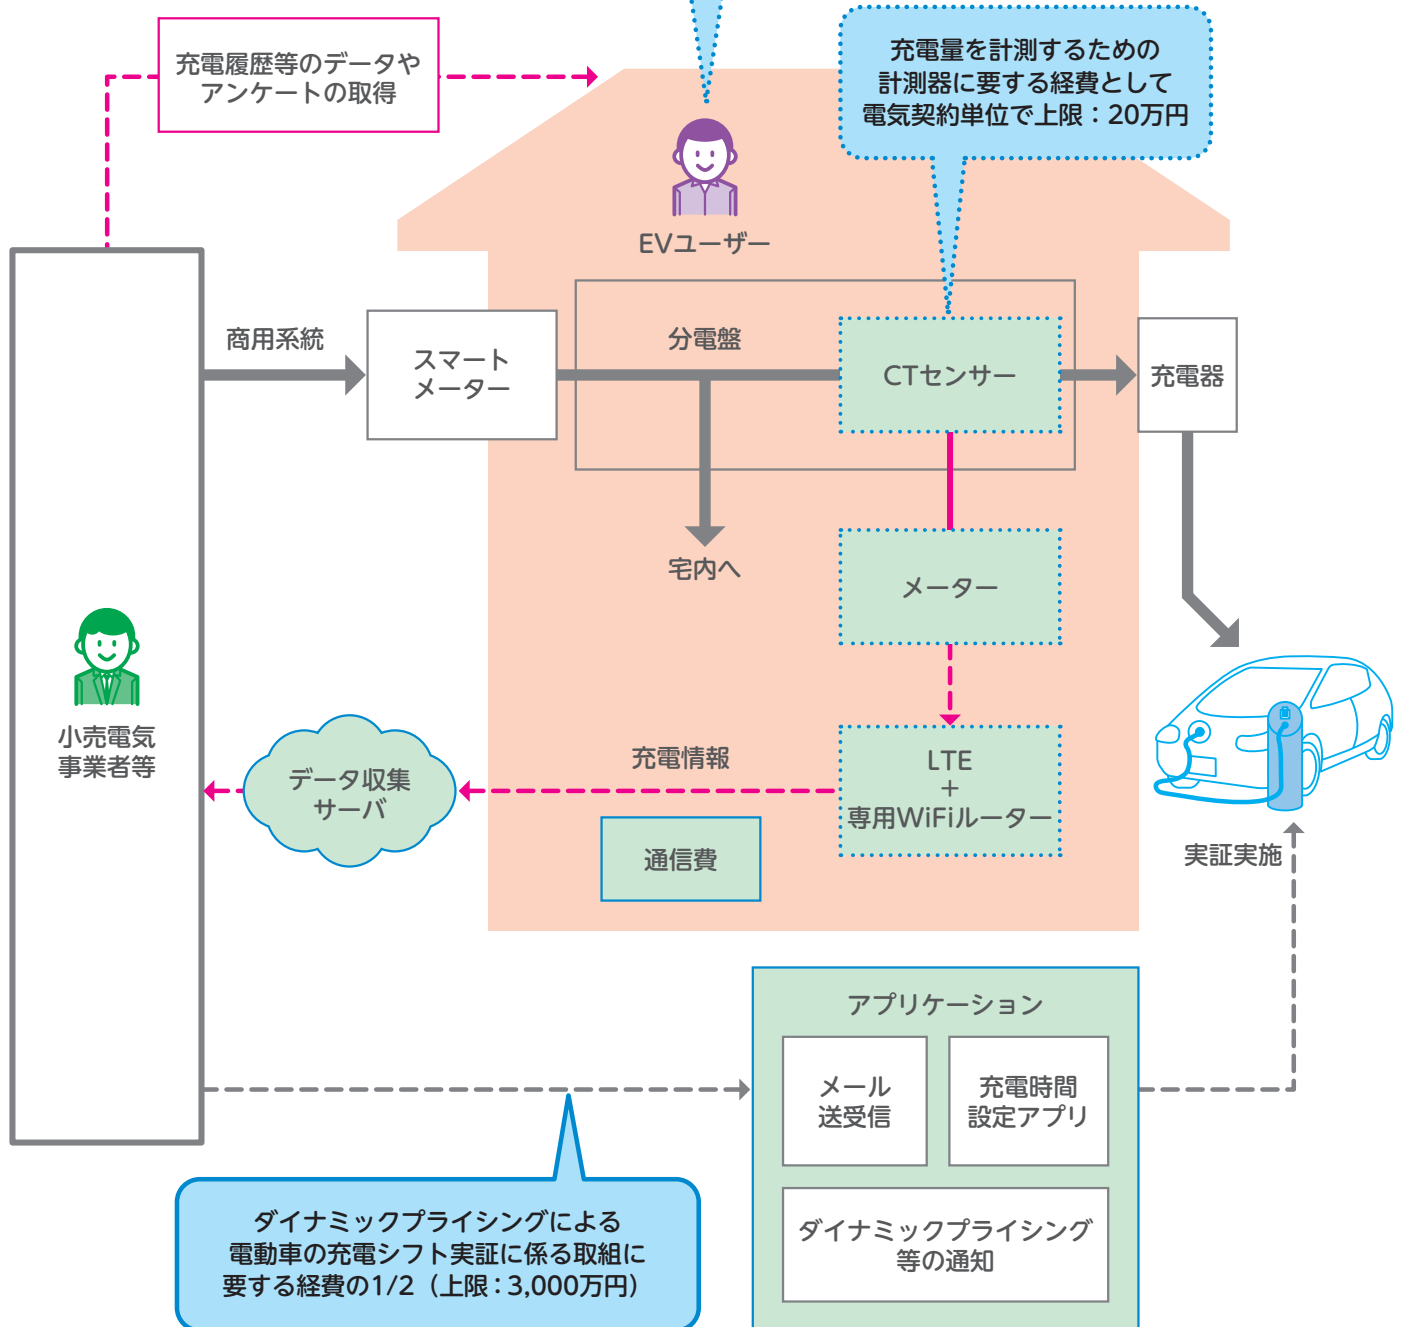 充電履歴等のデータや
アンケートの取得
充電量を計測するための
計測器に要する経費として
電気契約単位で上限：20万円
EVユーザー
商用系統
スマート
メーター
分電盤
CTセンサー
充電器
宅内へ
メーター
小売電気
事業者等
データ収集
サーバ
充電情報
通信費
LTE
+
専用WiFiルーター
実証実施
アプリケーション
メール
送受信
充電時間
設定アプリ
ダイナミックプライシング
等の通知
ダイナミックプライシングによる
電動車の充電シフト実証に係る取組に
要する経費の1/2（上限：3,000万円）